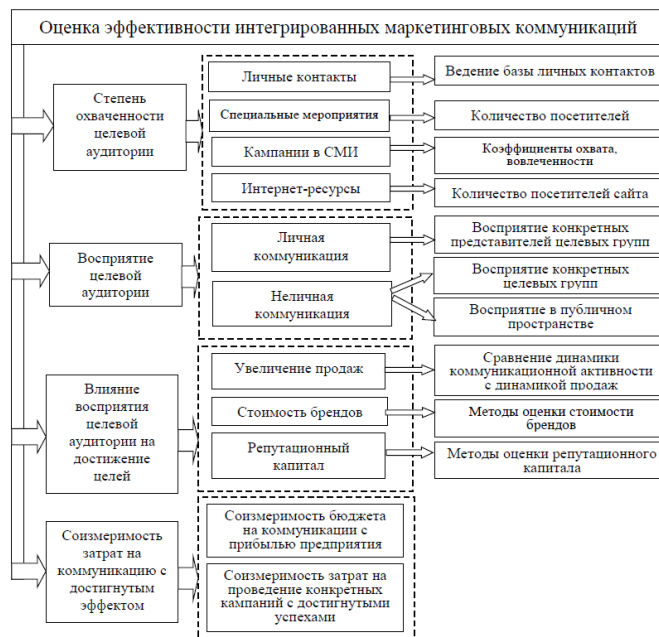 Оценка эффективности интегрированных маркетинговых коммуникаций
Степень
охваченности
целевой
аудитории
Личные контакты
Ведение базы личных контактов
Специальные мероприятия
Количество посетителей
Кампании в СМИ
Коэффициенты охвата,
вовлеченности
Интернет-ресурсы
Количество посетителей сайта
Восприятие
целевой
аудитории
Личная
коммуникация
Восприятие конкретных
представителей целевых групп
Неличная
коммуникация
Восприятие конкретных
целевых групп
Восприятие в публичном
пространстве
Влияние
восприятия
целевой
аудитории на
достижение
целей
Увеличение продаж
Сравнение динамики
коммуникационной активности
с динамикой продаж
Стоимость брендов
Методы оценки стоимости
брендов
Репутационный
капитал
Методы оценки репутационного
капитала
Соизмеримость
затрат на
коммуникацию с
достигнутым
эффектом
Соизмеримость бюджета
на коммуникации с
прибылью предприятия
Соизмеримость затрат на
проведение конкретных
кампаний с достигнутыми
успехами